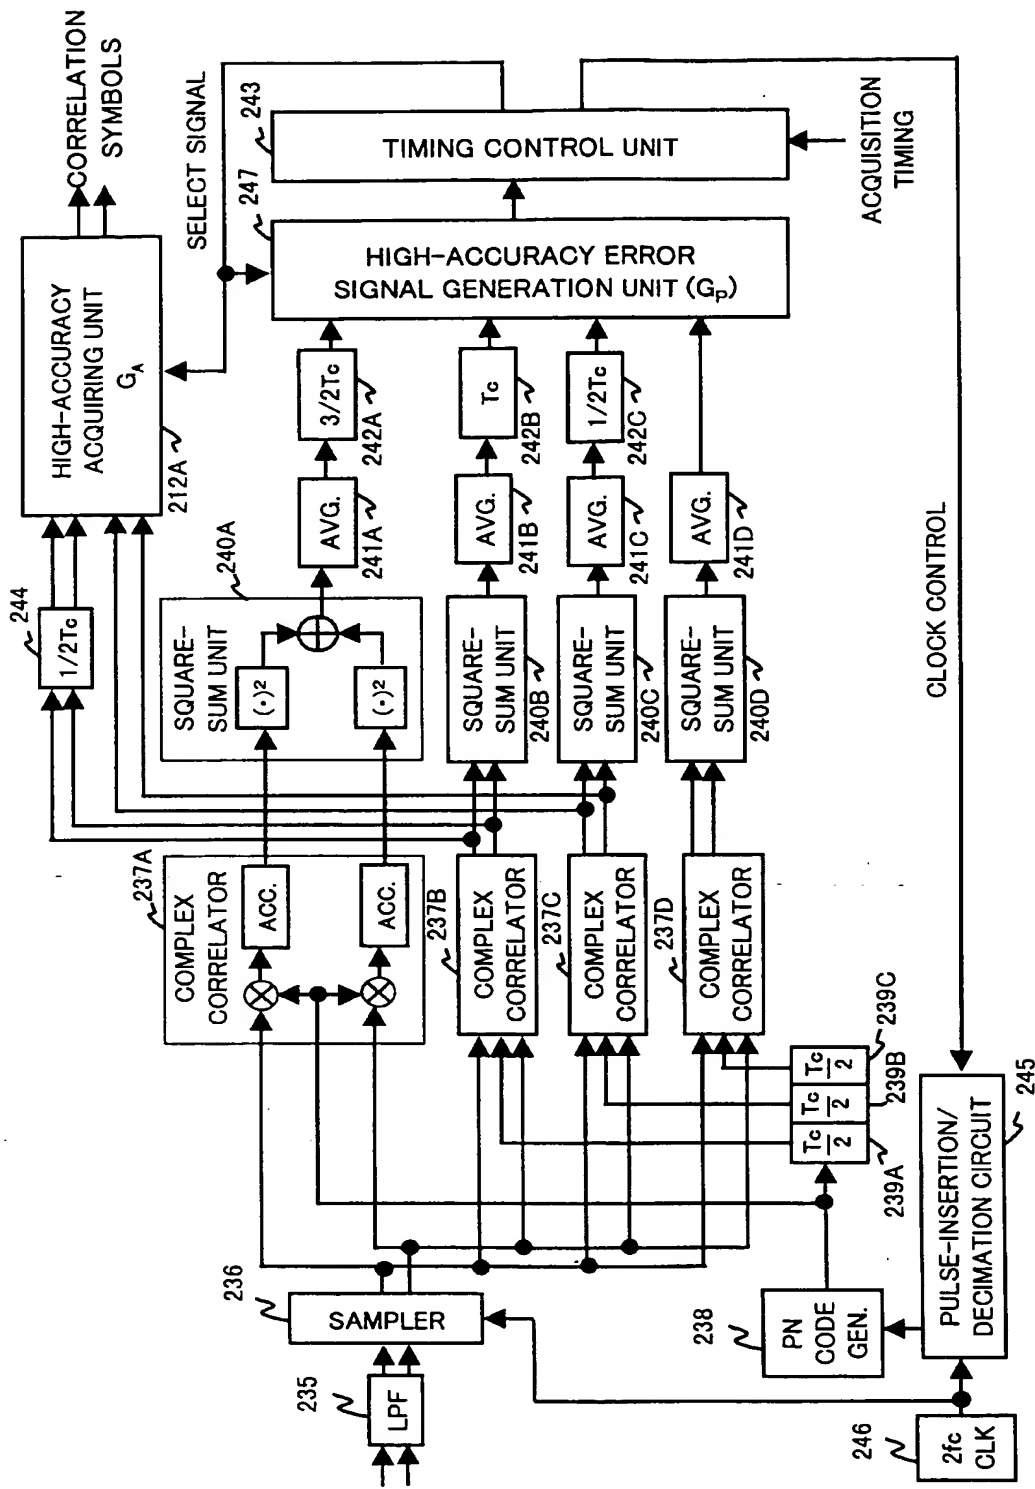 235
LPF
236
SAMPLER
246
2fc
CLK
238
PN
CODE
GEN.
PULSE-INSERTION/
DECIMATION CIRCUIT
245
239A
239B
239C
Tc
2
Tc
2
Tc
2
237A
COMPLEX
CORRELATOR
ACC.
ACC.
237B
COMPLEX
CORRELATOR
237C
COMPLEX
CORRELATOR
237D
COMPLEX
CORRELATOR
244
1/2Tc
240A
SQUARE-
SUM UNIT
(•)²
(•)²
SQUARE-
SUM UNIT
240B
SQUARE-
SUM UNIT
240C
SQUARE-
SUM UNIT
240D
AVG.
241A
AVG.
241B
AVG.
241C
AVG.
241D
3/2Tc
242A
Tc
242B
1/2Tc
242C
HIGH-ACCURACY
ACQUIRING UNIT
GA
212A
CORRELATION
SYMBOLS
SELECT SIGNAL
247
HIGH-ACCURACY ERROR
SIGNAL GENERATION UNIT (GP)
243
TIMING CONTROL UNIT
ACQUISITION
TIMING
CLOCK CONTROL